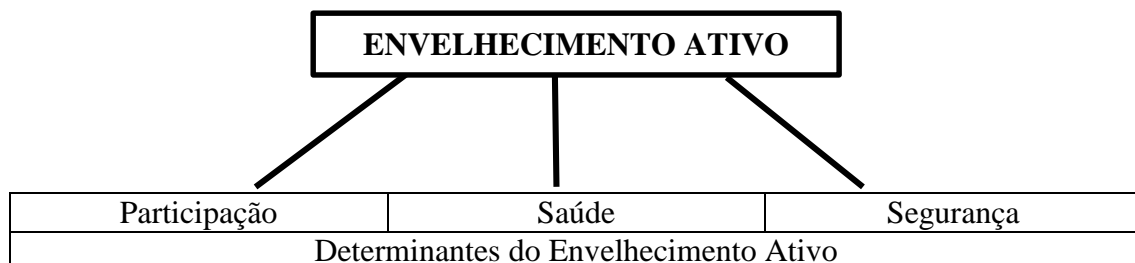 ENVELHECIMENTO ATIVO
Participação Saúde Segurança
Determinantes do Envelhecimento Ativo